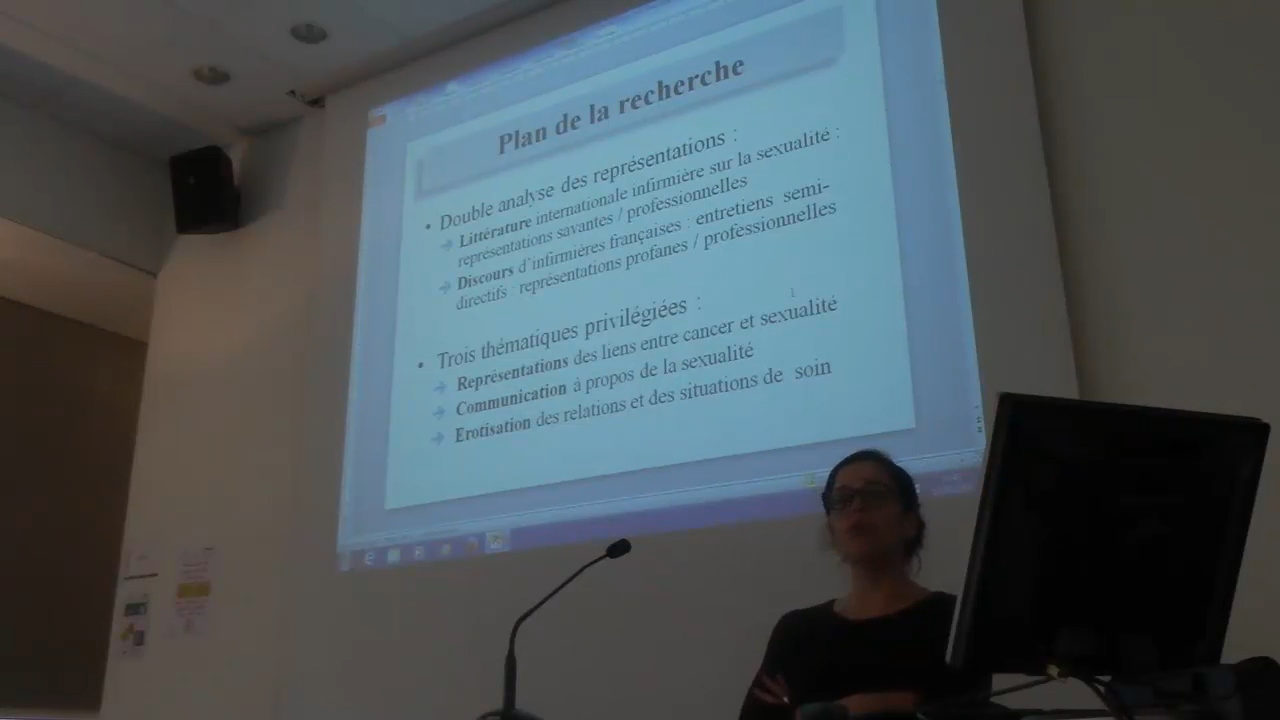 Plan de la recherche
• Double analyse des représentations :
Littérature internationale infirmière sur la sexualité :
représentations savantes / professionnelles
Discours d'infirmières françaises : entretiens semi-
directifs : représentations profanes / professionnelles
• Trois thématiques privilégiées :
Représentations des liens entre cancer et sexualité
Communication à propos de la sexualité
Erotisation des relations et des situations de soin